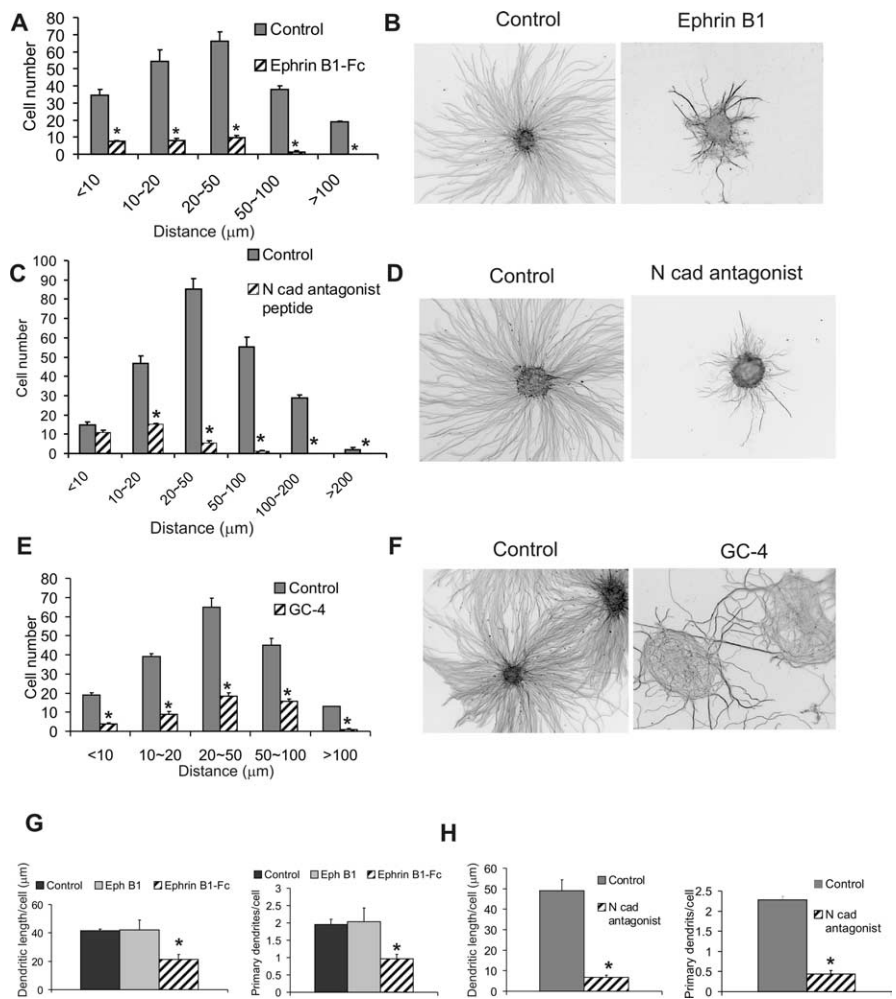 A
Cell number
80
70
60
50
40
30
20
10
0
Control
Ephrin B1-Fc
*
*
*
*
*
<10
10~20
20~50
50~100
>100
Distance (μm)
B
Control
Ephrin B1
C
Cell number
100
90
80
70
60
50
40
30
20
10
0
Control
N cad antagonist
peptide
*
*
*
*
*
<10
10~20
20~50
50~100
100~200
>200
Distance (μm)
D
Control
N cad antagonist
E
Cell number
80
70
60
50
40
30
20
10
0
Control
GC-4
*
*
*
*
*
<10
10~20
20~50
50~100
>100
Distance (μm)
F
Control
GC-4
G
Dendritic length/cell (μm)
Control Eph B1 Ephrin B1-Fc
60
40
20
0
*
Primary dendrites/cell
Control Eph B1 Ephrin B1-Fc
3
2.5
2
1.5
1
0.5
0
*
H
Dendritic length/cell (μm)
60
50
40
30
20
10
0
Control
N cad
antagonist
*
Primary dendrits/cell
2.5
2
1.5
1
0.5
0
Control
N cad
antagonist
*